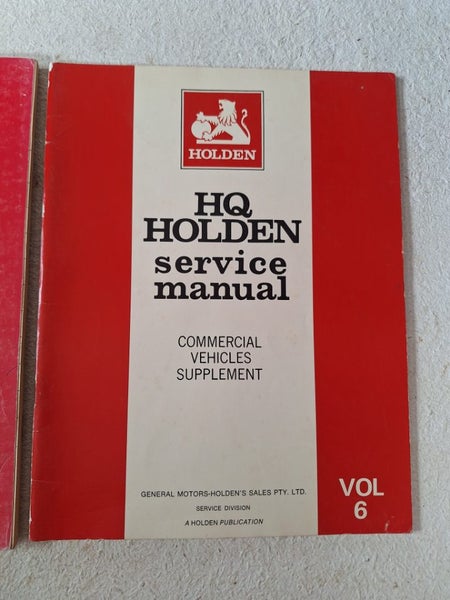 HOLDEN
HQ
HOLDEN
service
manual
COMMERCIAL
VEHICLES
SUPPLEMENT
GENERAL MOTORS-HOLDEN'S SALES PTY. LTD.
SERVICE DIVISION
A HOLDEN PUBLICATION
VOL
6